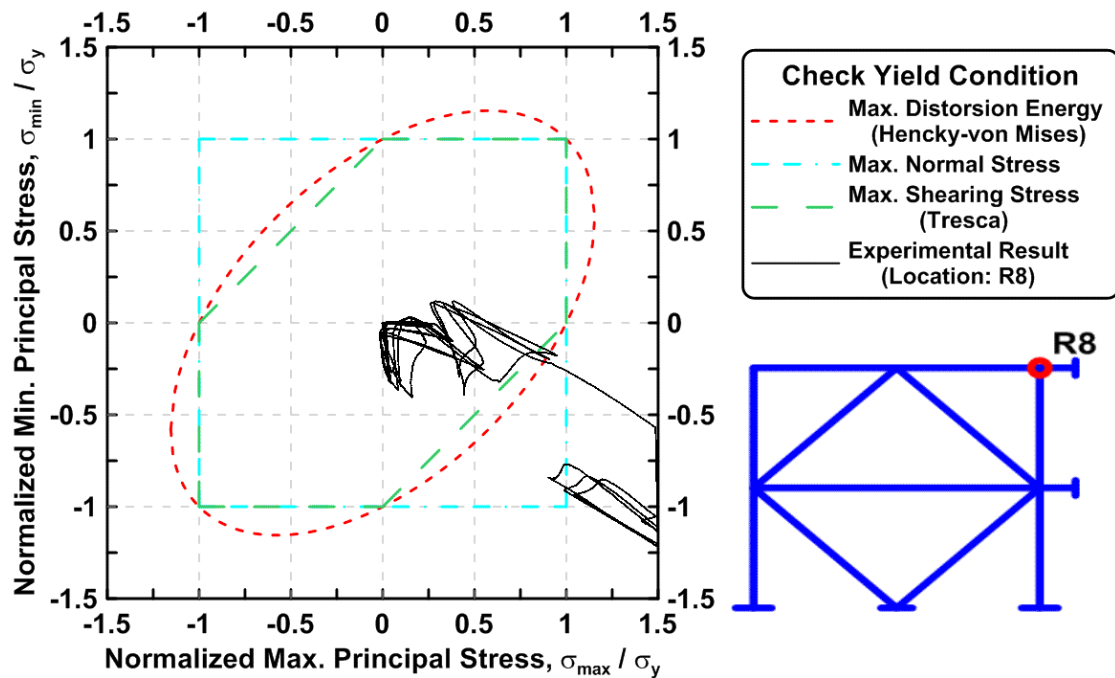 -1.5 -1 -0.5 0 0.5 1 1.5
1.5 1.5
1 1
0.5 0.5
0 0
-0.5 -0.5
-1 -1
-1.5 -1.5
-1.5 -1 -0.5 0 0.5 1 1.5
Normalized Min. Principal Stress, σmin / σy
Normalized Max. Principal Stress, σmax / σy
Check Yield Condition
Max. Distorsion Energy
(Hencky-von Mises)
Max. Normal Stress
Max. Shearing Stress
(Tresca)
Experimental Result
(Location: R8)
R8